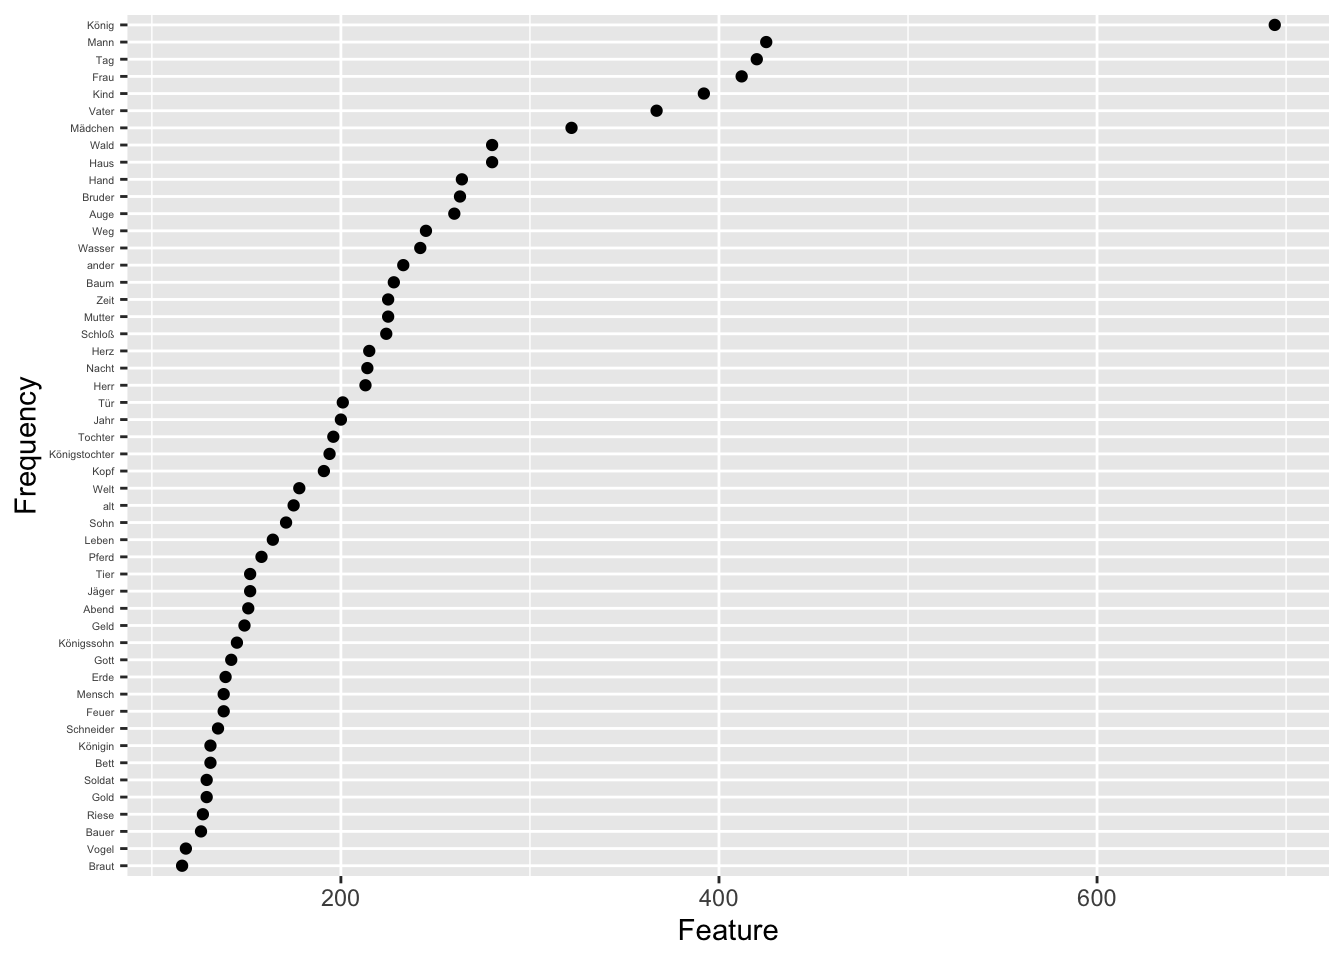 König
Mann
Tag
Frau
Kind
Vater
Mädchen
Wald
Haus
Hand
Bruder
Auge
Weg
Wasser
ander
Baum
Zeit
Mutter
Schloß
Herz
Nacht
Herr
Tür
Jahr
Tochter
Königstochter
Kopf
Welt
alt
Sohn
Leben
Pferd
Tier
Jäger
Abend
Geld
Königssohn
Gott
Erde
Mensch
Feuer
Schneider
Königin
Bett
Soldat
Gold
Riese
Bauer
Vogel
Braut
Frequency
200 400 600
Feature